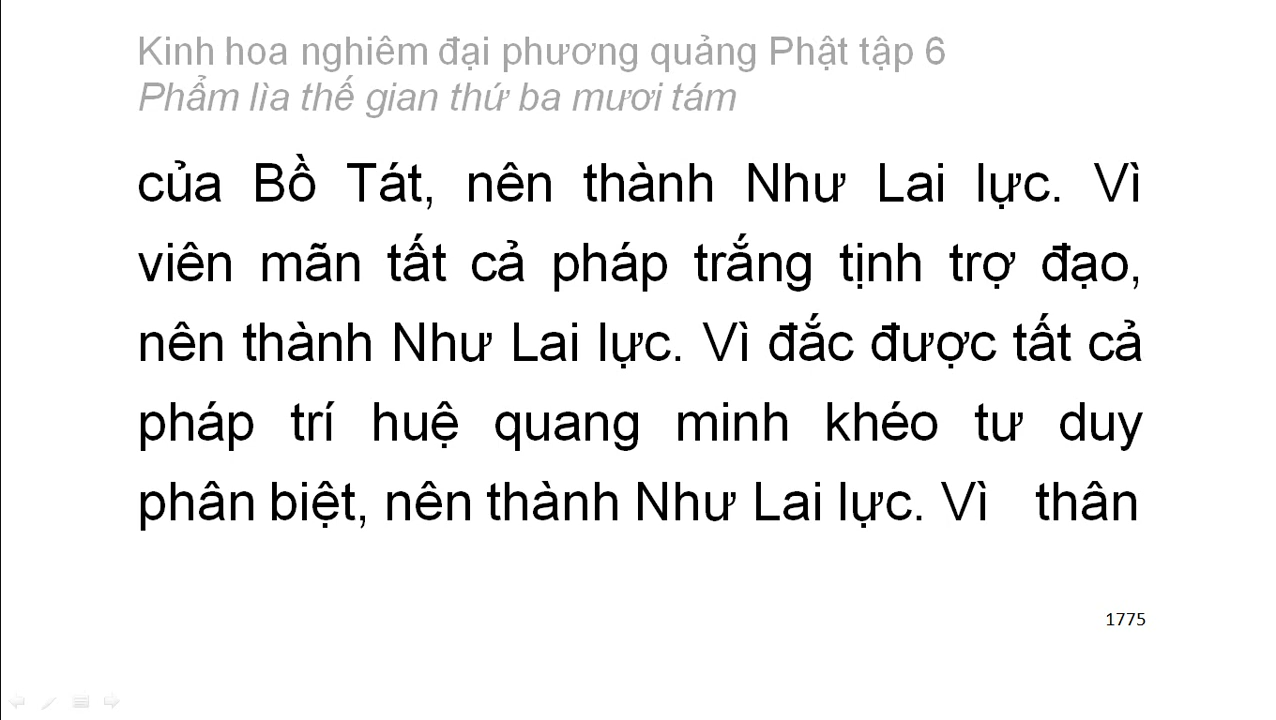 Kinh hoa nghiêm đại phương quảng Phật tập 6
Phẩm lìa thế gian thứ ba mươi tám
của Bồ Tát, nên thành Như Lai lực. Vì
viên mãn tất cả pháp trắng tịnh trợ đạo,
nên thành Như Lai lực. Vì đắc được tất cả
pháp trí huệ quang minh khéo tư duy
phân biệt, nên thành Như Lai lực. Vì thân
1775